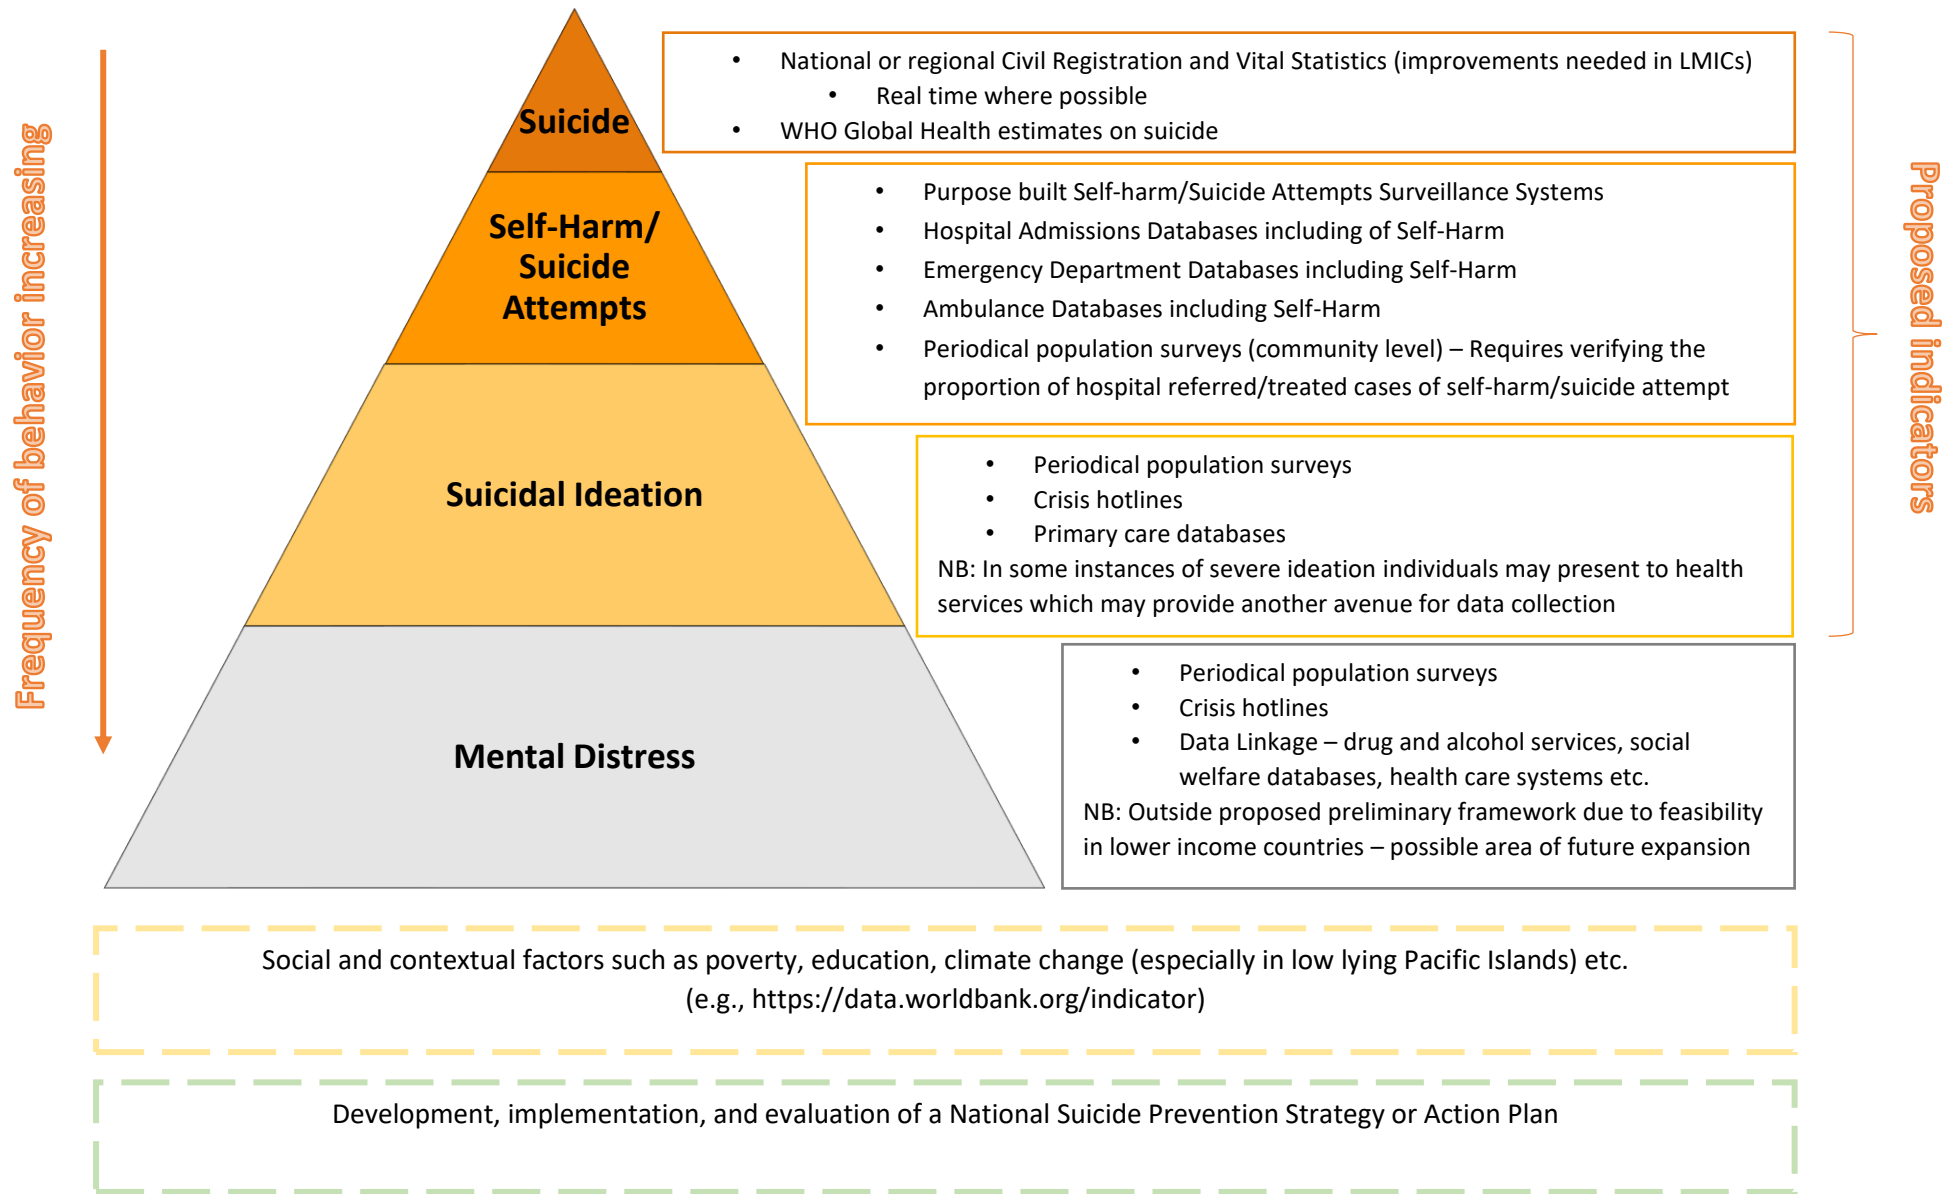 Frequency of behavior increasing
Suicide
• National or regional Civil Registration and Vital Statistics (improvements needed in LMICs)
• Real time where possible
• WHO Global Health estimates on suicide
Self-Harm/
Suicide
Attempts
• Purpose built Self-harm/Suicide Attempts Surveillance Systems
• Hospital Admissions Databases including of Self-Harm
• Emergency Department Databases including Self-Harm
• Ambulance Databases including Self-Harm
• Periodical population surveys (community level) – Requires verifying the
proportion of hospital referred/treated cases of self-harm/suicide attempt
Suicidal Ideation
• Periodical population surveys
• Crisis hotlines
• Primary care databases
NB: In some instances of severe ideation individuals may present to health
services which may provide another avenue for data collection
Proposed indicators
Mental Distress
• Periodical population surveys
• Crisis hotlines
• Data Linkage – drug and alcohol services, social
welfare databases, health care systems etc.
NB: Outside proposed preliminary framework due to feasibility
in lower income countries – possible area of future expansion
Social and contextual factors such as poverty, education, climate change (especially in low lying Pacific Islands) etc.
(e.g., https://data.worldbank.org/indicator)
Development, implementation, and evaluation of a National Suicide Prevention Strategy or Action Plan